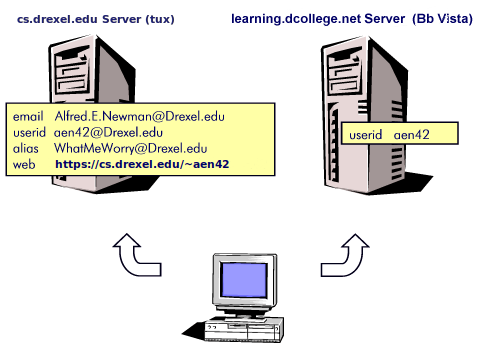 cs.drexel.edu Server (tux)
learning.dcollege.net Server (Bb Vista)
email Alfred.E.Newman@Drexel.edu
userid aen42@Drexel.edu
alias WhatMeWorry@Drexel.edu
web https://cs.drexel.edu/~aen42
userid aen42